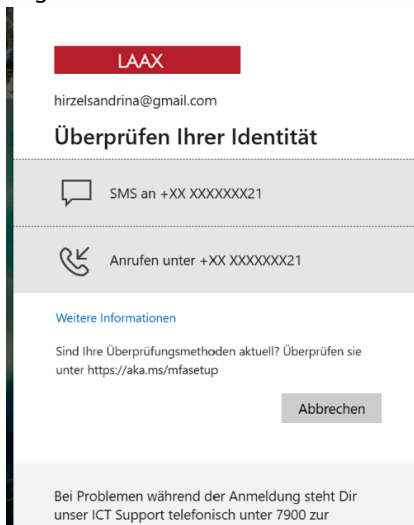 LAAX
hirzelsandrina@gmail.com
Überprüfen Ihrer Identität
SMS an +XX XXXXXXX21
Anrufen unter +XX XXXXXXX21
Weitere Informationen
Sind Ihre Überprüfungsmethoden aktuell? Überprüfen sie
unter https://aka.ms/mfasetup
Abbrechen
Bei Problemen während der Anmeldung steht Dir
unser ICT Support telefonisch unter 7900 zur